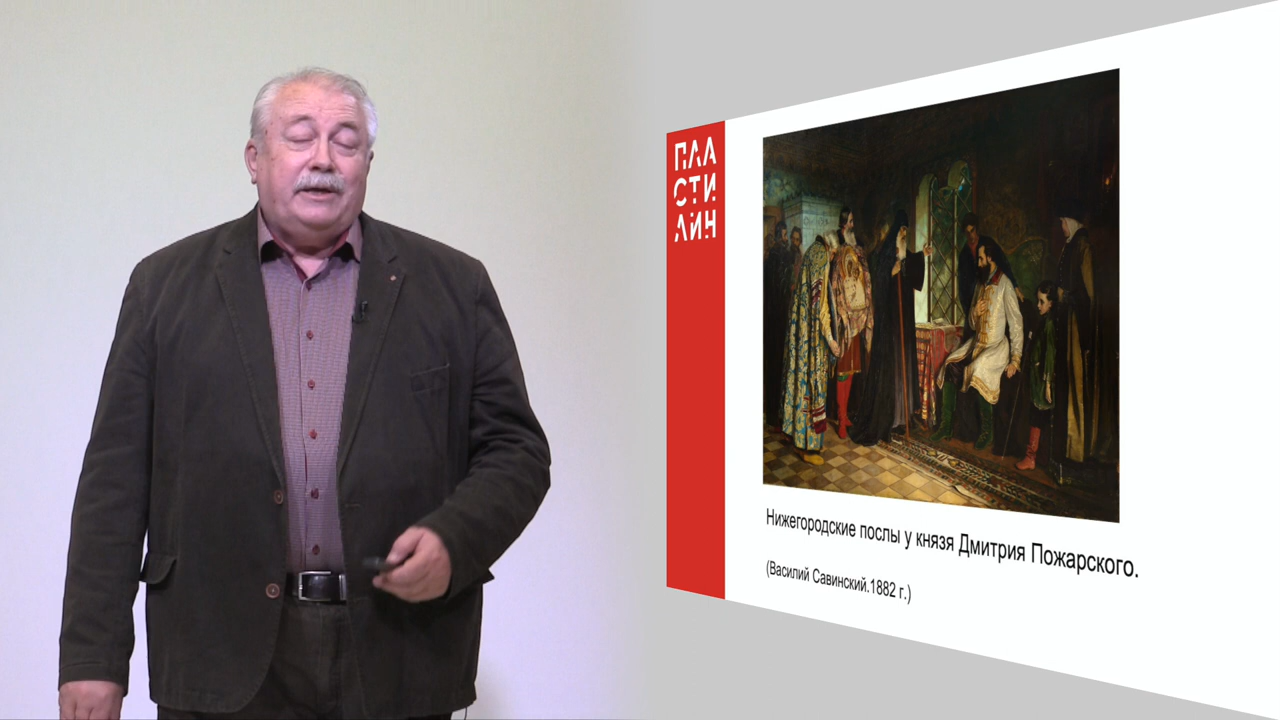 ПЛА
СТИ
ЛИН
Нижегородские послы у князя Дмитрия Пожарского.
(Василий Савинский.1882 г.)